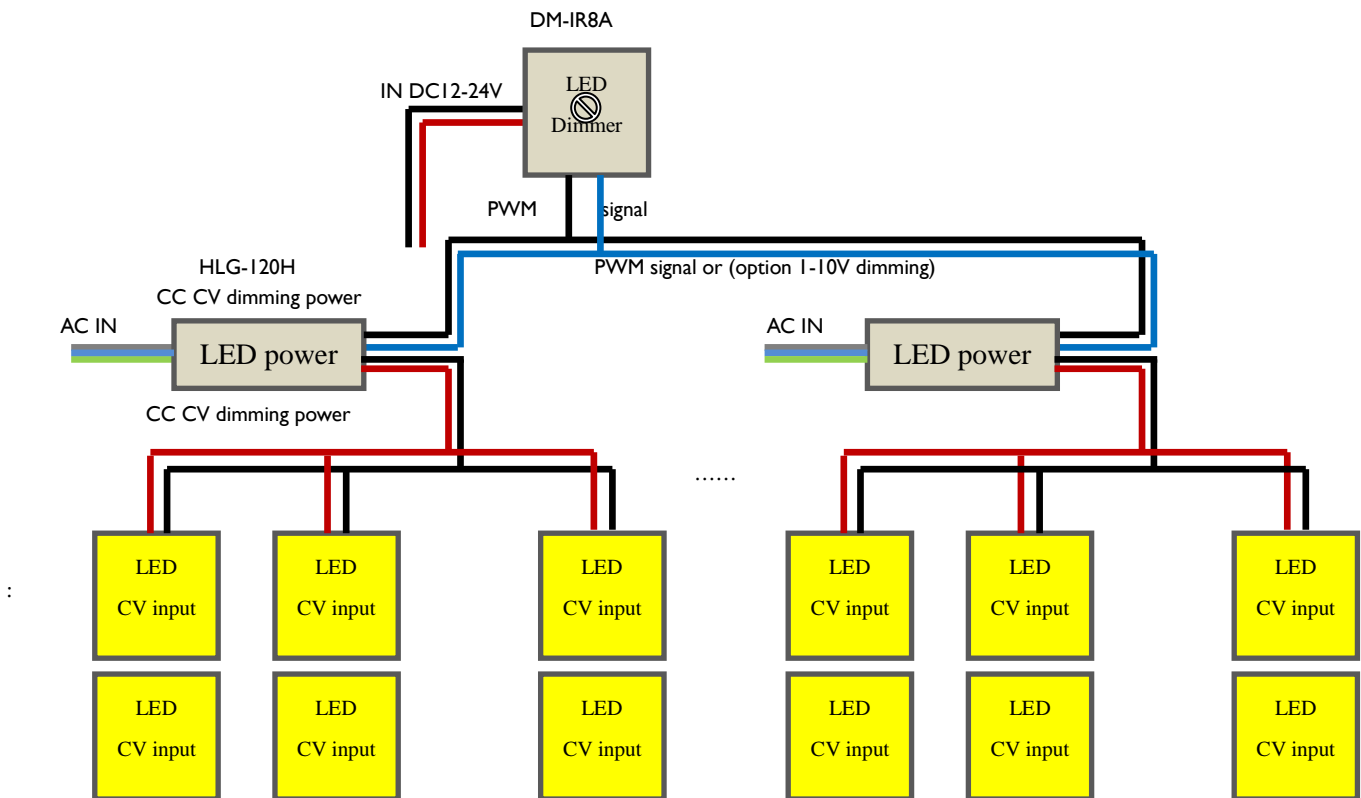 DM-IR8A
LED
Dimmer
IN DC12-24V
PWM
signal
PWM signal or (option 1-10V dimming)
HLG-120H
CC CV dimming power
AC IN
LED power
CC CV dimming power
AC IN
LED power
......
LED
CV input
LED
CV input
LED
CV input
LED
CV input
LED
CV input
LED
CV input
:
LED
CV input
LED
CV input
LED
CV input
LED
CV input
LED
CV input
LED
CV input